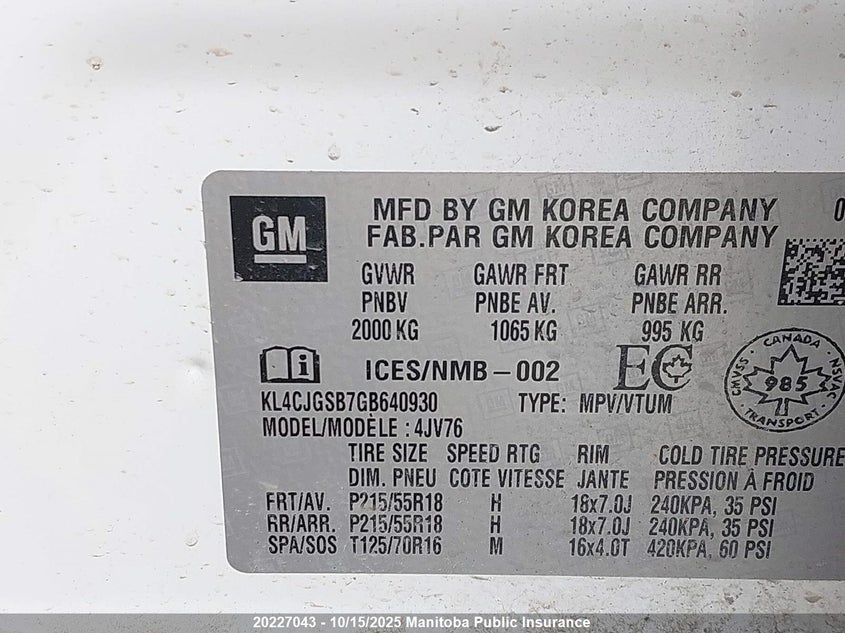 GM
MFD BY GM KOREA COMPANY 0
FAB.PAR GM KOREA COMPANY
GVWR GAWR FRT GAWR RR
PNBV PNBE AV. PNBE ARR.
2000 KG 1065 KG 995 KG
ICES/NMB-002 EC
CANADA CMVSS 985 NSVAC TRANSPORT
KL4CJGSB7GB640930 TYPE: MPV/VTUM
MODEL/MODÈLE : 4JV76
TIRE SIZE SPEED RTG RIM COLD TIRE PRESSURE
DIM. PNEU COTE VITESSE JANTE PRESSION À FROID
FRT/AV. P215/55R18 H 18x7.0J 240KPA, 35 PSI
RR/ARR. P215/55R18 H 18x7.0J 240KPA, 35 PSI
SPA/SOS T125/70R16 M 16x4.0T 420KPA, 60 PSI
20227043 - 10/15/2025 Manitoba Public Insurance